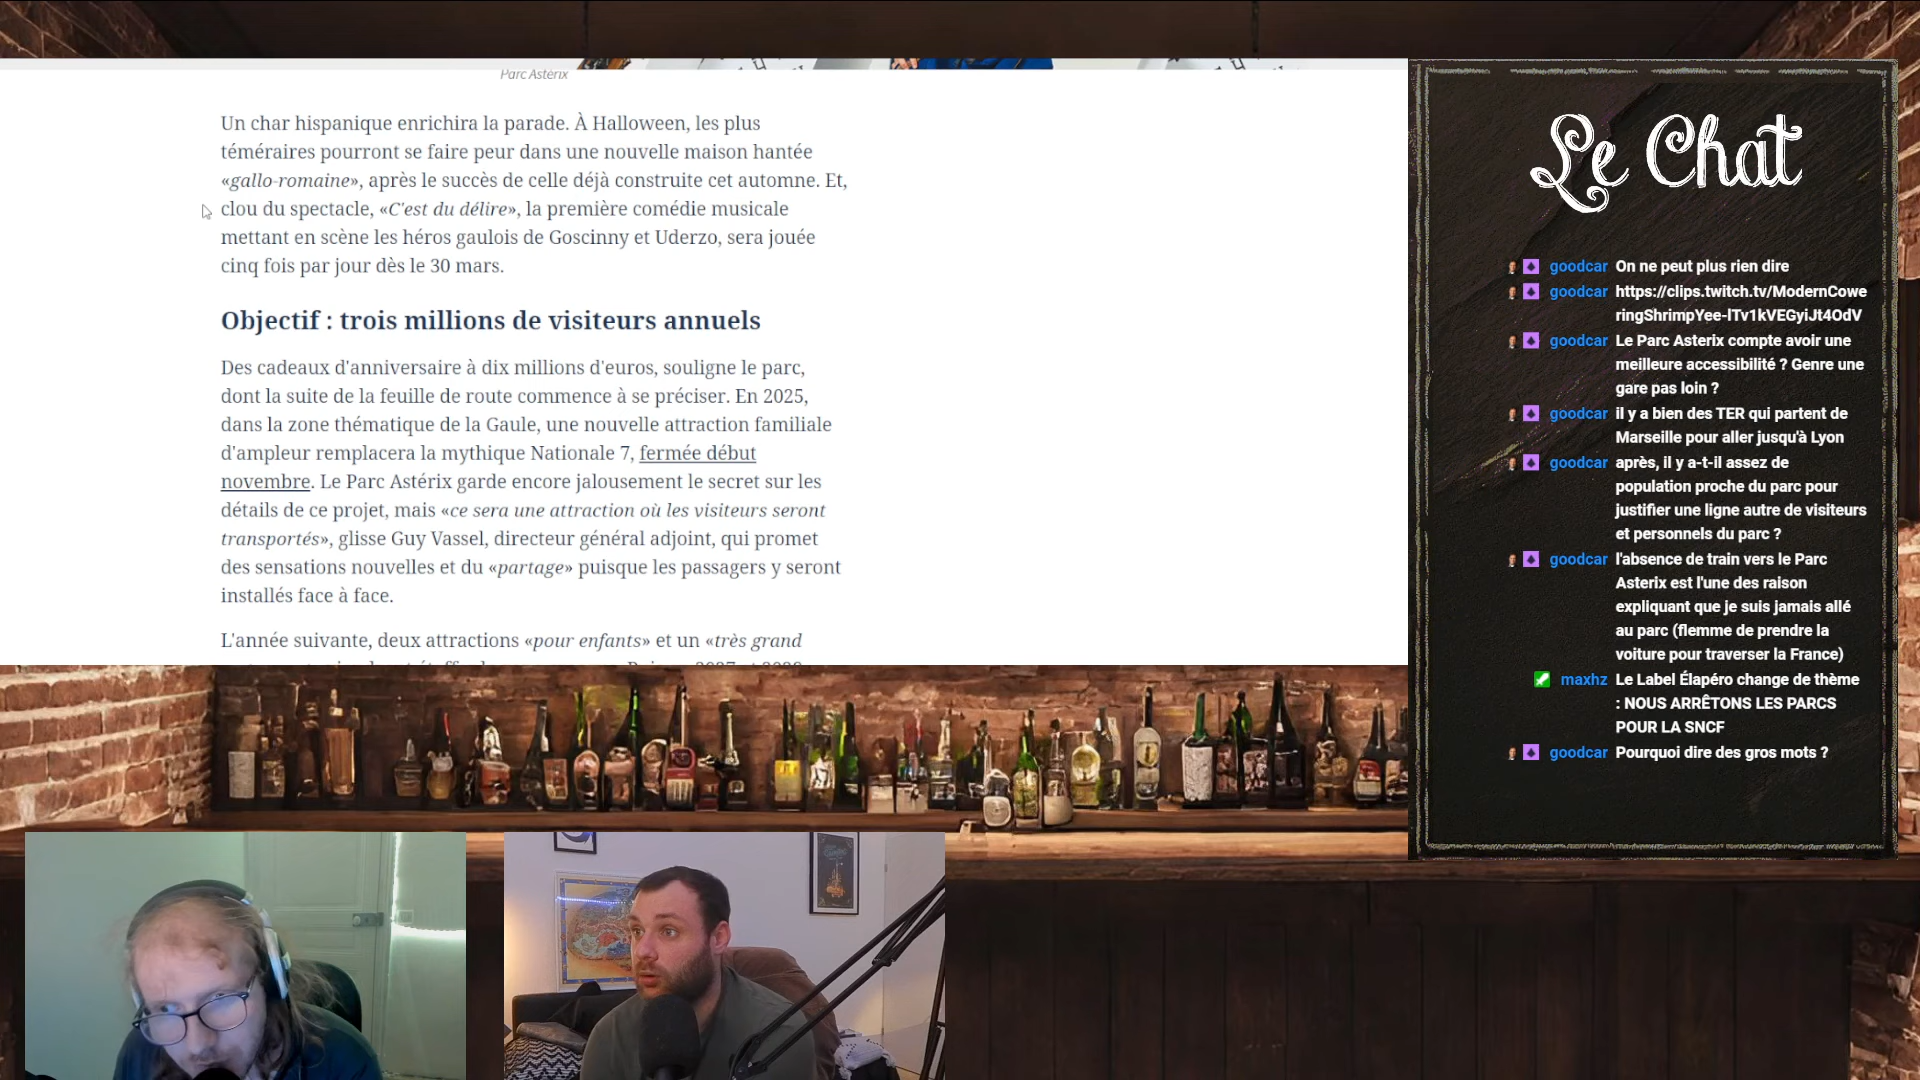 Parc Astérix
Un char hispanique enrichira la parade. À Halloween, les plus
téméraires pourront se faire peur dans une nouvelle maison hantée
«gallo-romaine», après le succès de celle déjà construite cet automne. Et,
clou du spectacle, «C'est du délire», la première comédie musicale
mettant en scène les héros gaulois de Goscinny et Uderzo, sera jouée
cinq fois par jour dès le 30 mars.
Objectif : trois millions de visiteurs annuels
Des cadeaux d'anniversaire à dix millions d'euros, souligne le parc,
dont la suite de la feuille de route commence à se préciser. En 2025,
dans la zone thématique de la Gaule, une nouvelle attraction familiale
d'ampleur remplacera la mythique Nationale 7, fermée début
novembre. Le Parc Astérix garde encore jalousement le secret sur les
détails de ce projet, mais «ce sera une attraction où les visiteurs seront
transportés», glisse Guy Vassel, directeur général adjoint, qui promet
des sensations nouvelles et du «partage» puisque les passagers y seront
installés face à face.
L'année suivante, deux attractions «pour enfants» et un «très grand
Le Chat
goodcar On ne peut plus rien dire
goodcar https://clips.twitch.tv/ModernCowe
ringShrimpYee-lTv1kVEGyiJt4OdV
goodcar Le Parc Asterix compte avoir une
meilleure accessibilité ? Genre une
gare pas loin ?
goodcar il y a bien des TER qui partent de
Marseille pour aller jusqu'à Lyon
goodcar après, il y a-t-il assez de
population proche du parc pour
justifier une ligne autre de visiteurs
et personnels du parc ?
goodcar l'absence de train vers le Parc
Asterix est l'une des raison
expliquant que je suis jamais allé
au parc (flemme de prendre la
voiture pour traverser la France)
maxhz Le Label Élapéro change de thème
: NOUS ARRÊTONS LES PARCS
POUR LA SNCF
goodcar Pourquoi dire des gros mots ?